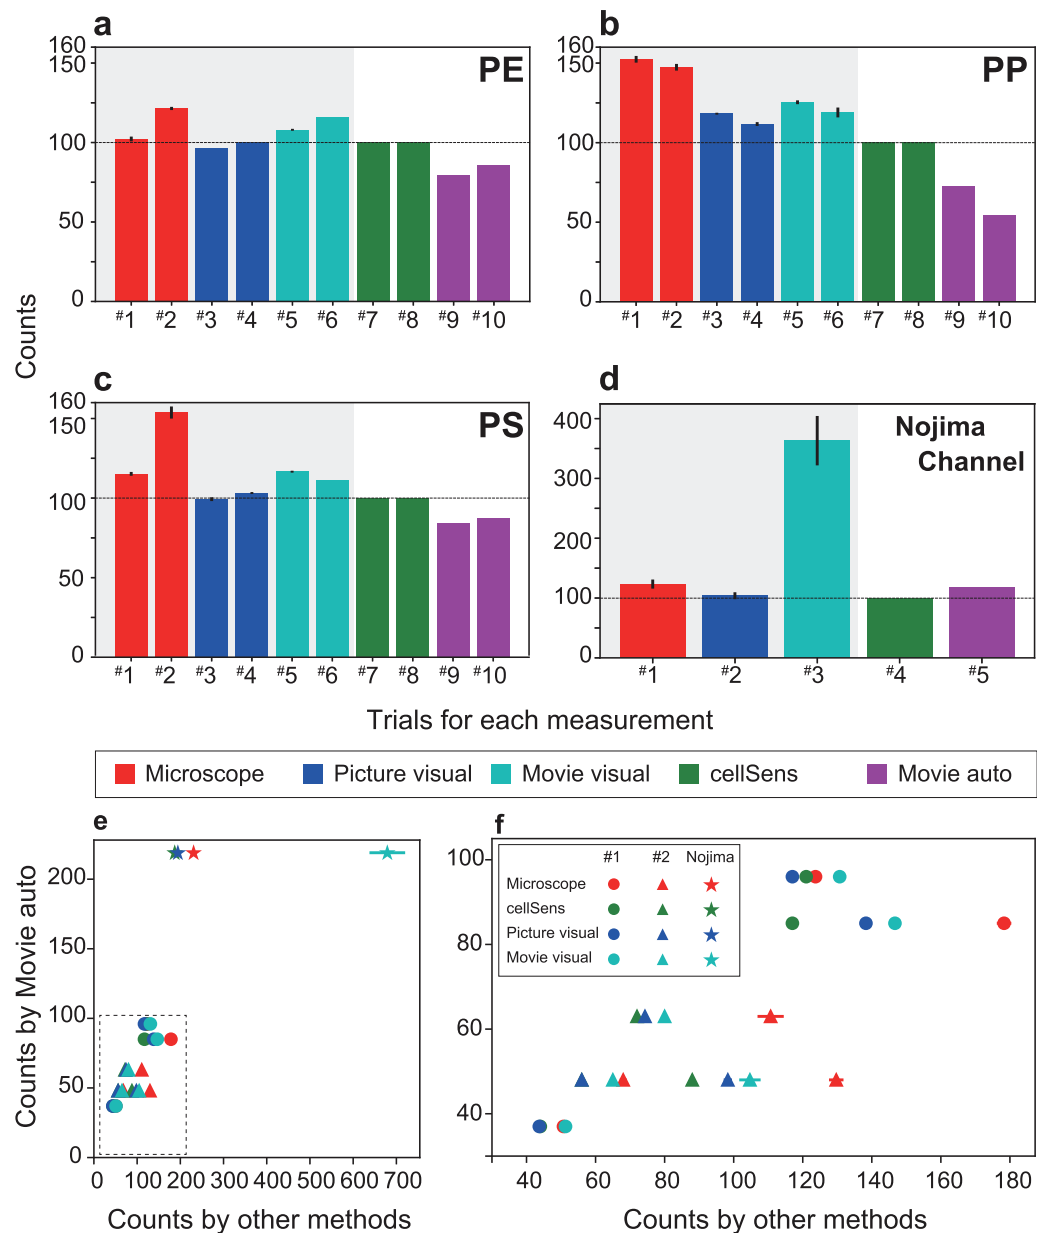 a
PE
160
150
100
50
0
#1 #2 #3 #4 #5 #6 #7 #8 #9 #10
b
PP
160
150
100
50
0
#1 #2 #3 #4 #5 #6 #7 #8 #9 #10
Counts
c
PS
160
150
100
50
0
#1 #2 #3 #4 #5 #6 #7 #8 #9 #10
d
Nojima
Channel
400
300
200
100
0
#1 #2 #3 #4 #5
Trials for each measurement
Microscope Picture visual Movie visual cellSens Movie auto
e
200
150
100
50
0
0 100 200 300 400 500 600 700
Counts by Movie auto
Counts by other methods
f
#1 #2 Nojima
Microscope
cellSens
Picture visual
Movie visual
100
80
60
40
40 60 80 100 120 140 160 180
Counts by other methods